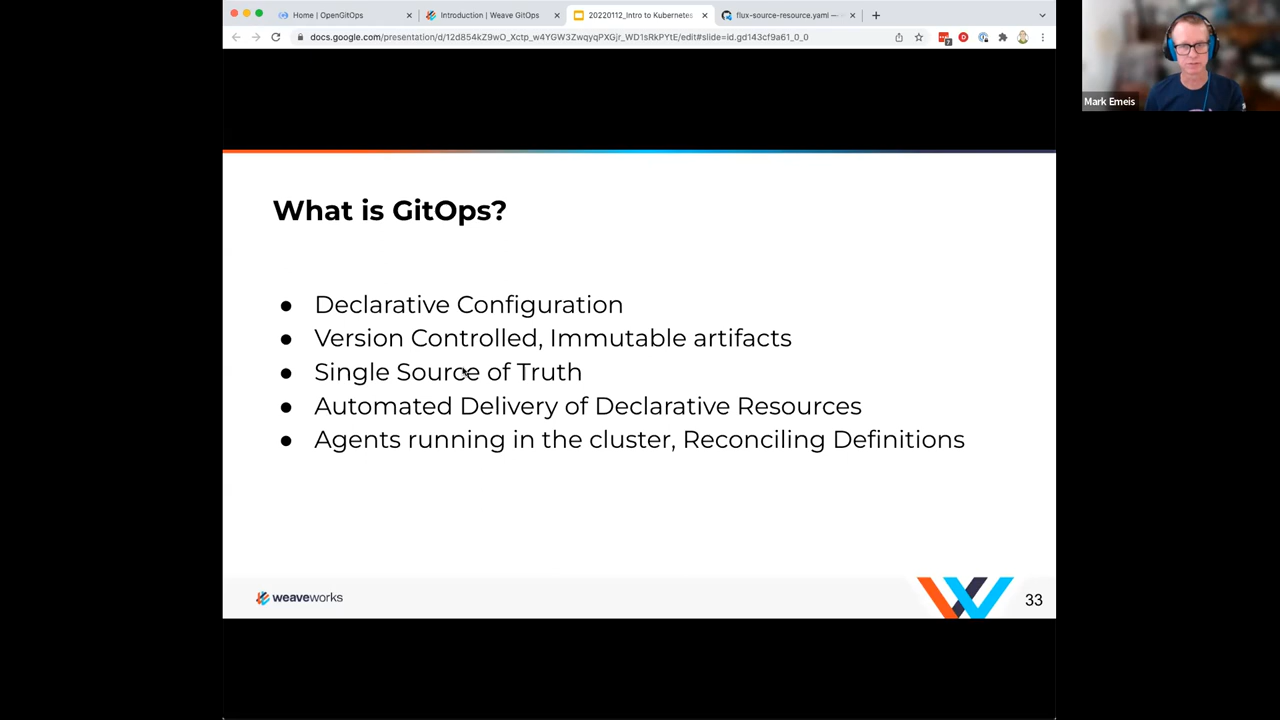 Home | OpenGitOps
Introduction | Weave GitOps
20220112_Intro to Kubernetes
flux-source-resource.yaml —
docs.google.com/presentation/d/12d854kZ9wO_Xctp_w4YGW3ZwqyqPXGjr_WD1sRkPYtE/edit#slide=id.gd143cf9a61_0_0
7
Mark Emeis
What is GitOps?
● Declarative Configuration
● Version Controlled, Immutable artifacts
● Single Source of Truth
● Automated Delivery of Declarative Resources
● Agents running in the cluster, Reconciling Definitions
weaveworks
33